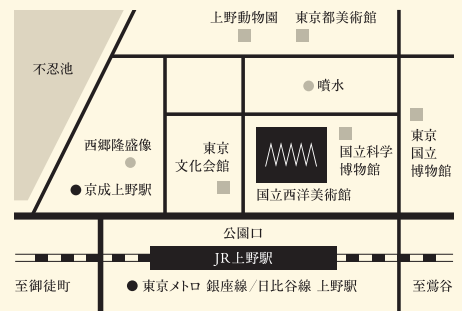 上野動物園
東京都美術館
不忍池
噴水
西郷隆盛像
東京
文化会館
国立科学
博物館
東京
国立
博物館
京成上野駅
国立西洋美術館
公園口
JR上野駅
至御徒町
東京メトロ 銀座線/日比谷線 上野駅
至鶯谷